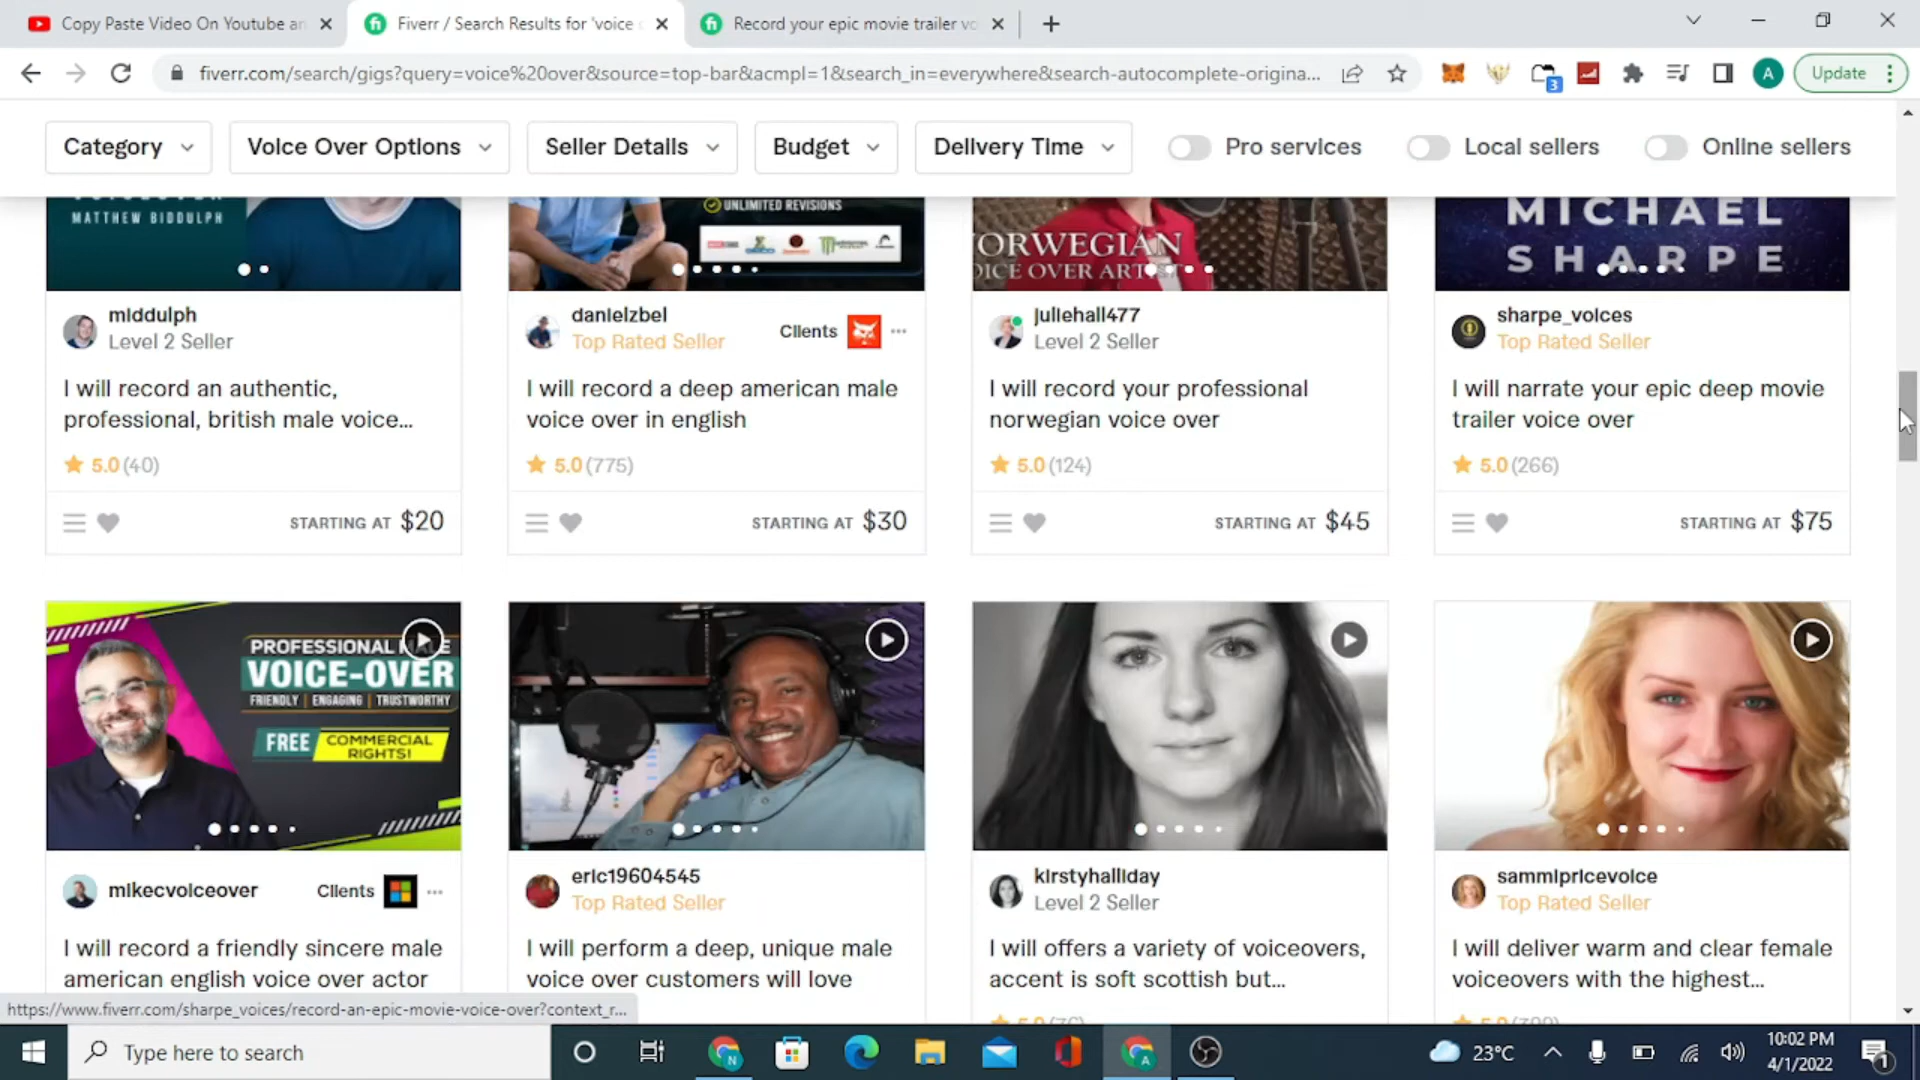 Copy Paste Video On Youtube an
Fiverr / Search Results for 'voice
Record your epic movie trailer vo
fiverr.com/search/gigs?query=voice%20over&source=top-bar&acmpl=1&search_in=everywhere&search-autocomplete-origina...
3
A
Update
Category
Voice Over Options
Seller Details
Budget
Delivery Time
Pro services
Local sellers
Online sellers
MATTHEW BIDDULPH
UNLIMITED REVISIONS
ORWEGIAN
OICE OVER ART
MICHAEL
SHARPE
middulph
Level 2 Seller
danielzbel
Top Rated Seller
Clients
juliehall477
Level 2 Seller
sharpe_voices
Top Rated Seller
I will record an authentic,
professional, british male voice...
I will record a deep american male
voice over in english
I will record your professional
norwegian voice over
I will narrate your epic deep movie
trailer voice over
5.0 (40)
5.0 (775)
5.0 (124)
5.0 (266)
STARTING AT $20
STARTING AT $30
STARTING AT $45
STARTING AT $75
PROFESSIONAL MALE
VOICE-OVER
FRIENDLY | ENGAGING | TRUSTWORTHY
FREE COMMERCIAL
RIGHTS!
mikecvoiceover
Clients
eric19604545
Top Rated Seller
kirstyhalliday
Level 2 Seller
sammipricevoice
Top Rated Seller
I will record a friendly sincere male
american english voice over actor
I will perform a deep, unique male
voice over customers will love
I will offers a variety of voiceovers,
accent is soft scottish but...
I will deliver warm and clear female
voiceovers with the highest...
https://www.fiverr.com/sharpe_voices/record-an-epic-movie-voice-over?context_r...
Type here to search
N
A
23°C
10:02 PM
4/1/2022
1